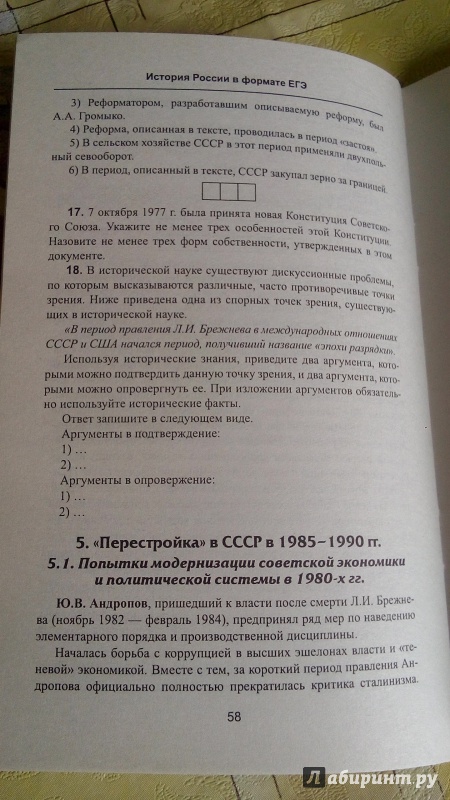 История России в формате ЕГЭ
3) Реформатором, разработавшим описываемую реформу, был
А.А. Громыко.
4) Реформа, описанная в тексте, проводилась в период «застоя».
5) В сельском хозяйстве СССР в этот период применяли двухполь-
ный севооборот.
6) В период, описанный в тексте, СССР закупал зерно за границей.
17. 7 октября 1977 г. была принята новая Конституция Советско-
го Союза. Укажите не менее трех особенностей этой Конституции.
Назовите не менее трех форм собственности, утвержденных в этом
документе.
18. В исторической науке существуют дискуссионные проблемы,
по которым высказываются различные, часто противоречивые точки
зрения. Ниже приведена одна из спорных точек зрения, существую-
щих в исторической науке.
«В период правления Л.И. Брежнева в международных отношениях
СССР и США начался период, получивший название «эпохи разрядки».
Используя исторические знания, приведите два аргумента, кото-
рыми можно подтвердить данную точку зрения, и два аргумента, кото-
рыми можно опровергнуть ее. При изложении аргументов обязатель-
но используйте исторические факты.
Ответ запишите в следующем виде.
Аргументы в подтверждение:
1) …
2) …
Аргументы в опровержение:
1) …
2) …
5. «Перестройка» в СССР в 1985–1990 гг.
5.1. Попытки модернизации советской экономики
и политической системы в 1980-х гг.
Ю.В. Андропов, пришедший к власти после смерти Л.И. Брежне-
ва (ноябрь 1982 — февраль 1984), предпринял ряд мер по наведению
элементарного порядка и производственной дисциплины.
Началась борьба с коррупцией в высших эшелонах власти и «те-
невой» экономикой. Вместе с тем, за короткий период правления Ан-
дропова официально полностью прекратилась критика сталинизма.
58
Лабиринт.ру